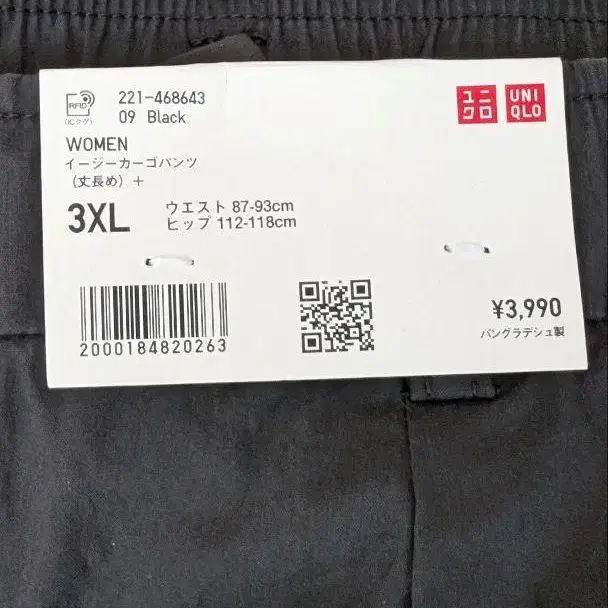 RFID
(ICタグ)
221-468643
09 Black
ユニ
クロ
UNI
QLO
WOMEN
イージーカーゴパンツ
(丈長め)+
3XL
ウエスト 87-93cm
ヒップ 112-118cm
2000184820263
¥3,990
バングラデシュ製